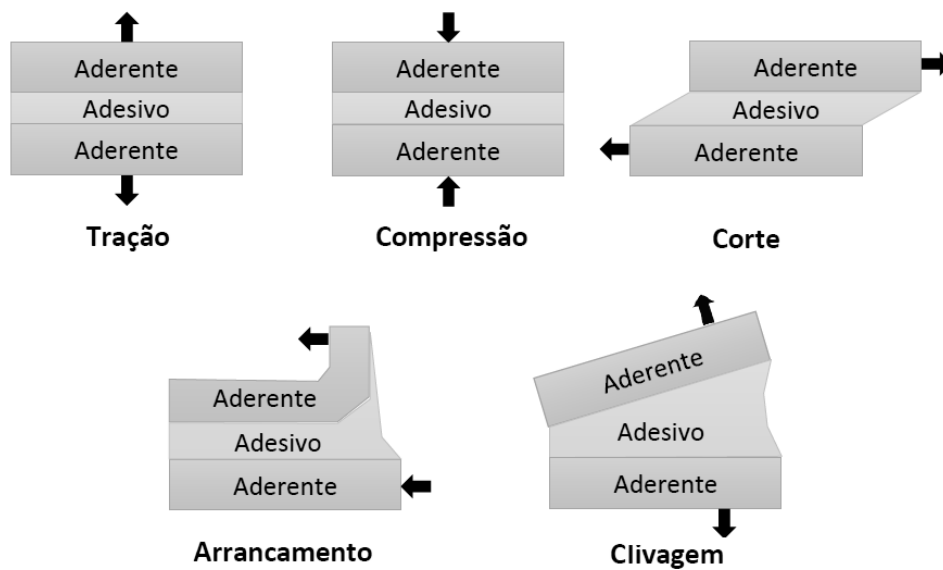 Aderente
Adesivo
Aderente
Tração
Aderente
Adesivo
Aderente
Compressão
Aderente
Adesivo
Aderente
Corte
Aderente
Adesivo
Aderente
Arrancamento
Aderente
Adesivo
Aderente
Clivagem